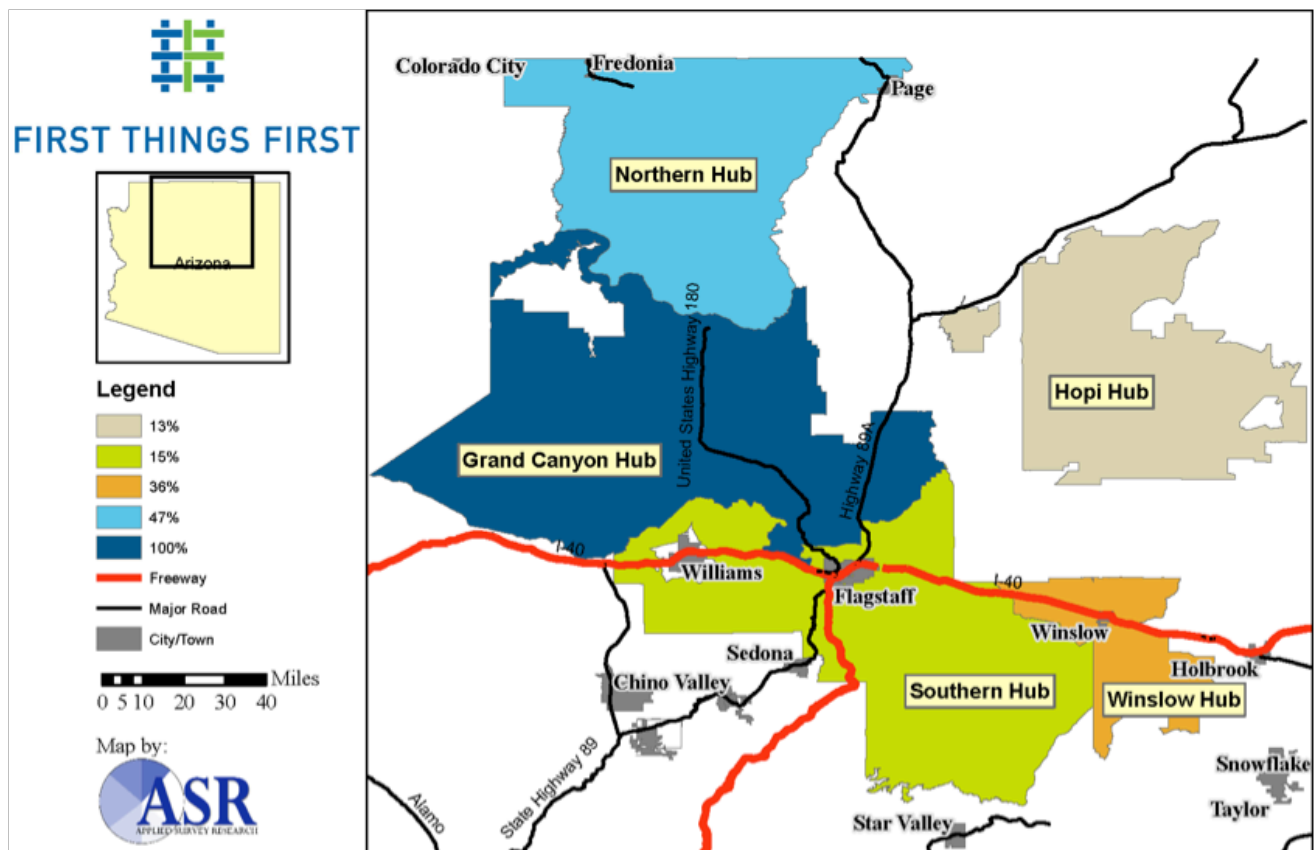 FIRST THINGS FIRST
Arizona
Legend
13%
15%
36%
47%
100%
Freeway
Major Road
City/Town
Miles
0 5 10 20 30 40
Map by:
ASR
APPLIED SURVEY RESEARCH
Colorado City
Fredonia
Page
Northern Hub
United States Highway 180
Hopi Hub
Grand Canyon Hub
Highway 89A
I-40
Williams
Flagstaff
I-40
Winslow
Sedona
Holbrook
Chino Valley
Southern Hub
Winslow Hub
State Highway 89
Alamo
Snowflake
Taylor
Star Valley